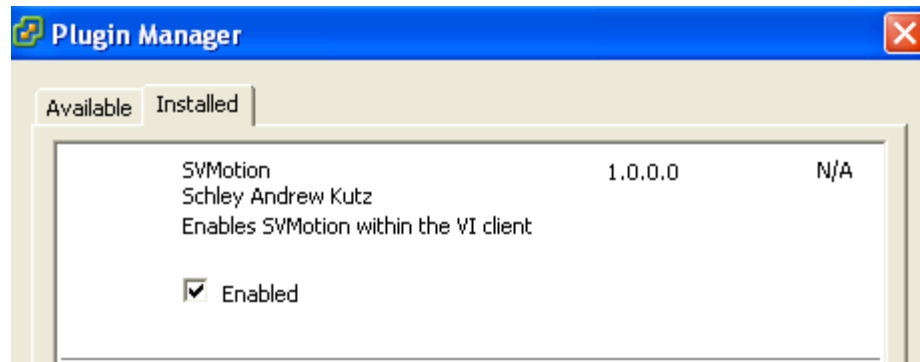 Plugin Manager
Available Installed
SVMotion 1.0.0.0 N/A
Schley Andrew Kutz
Enables SVMotion within the VI client
Enabled